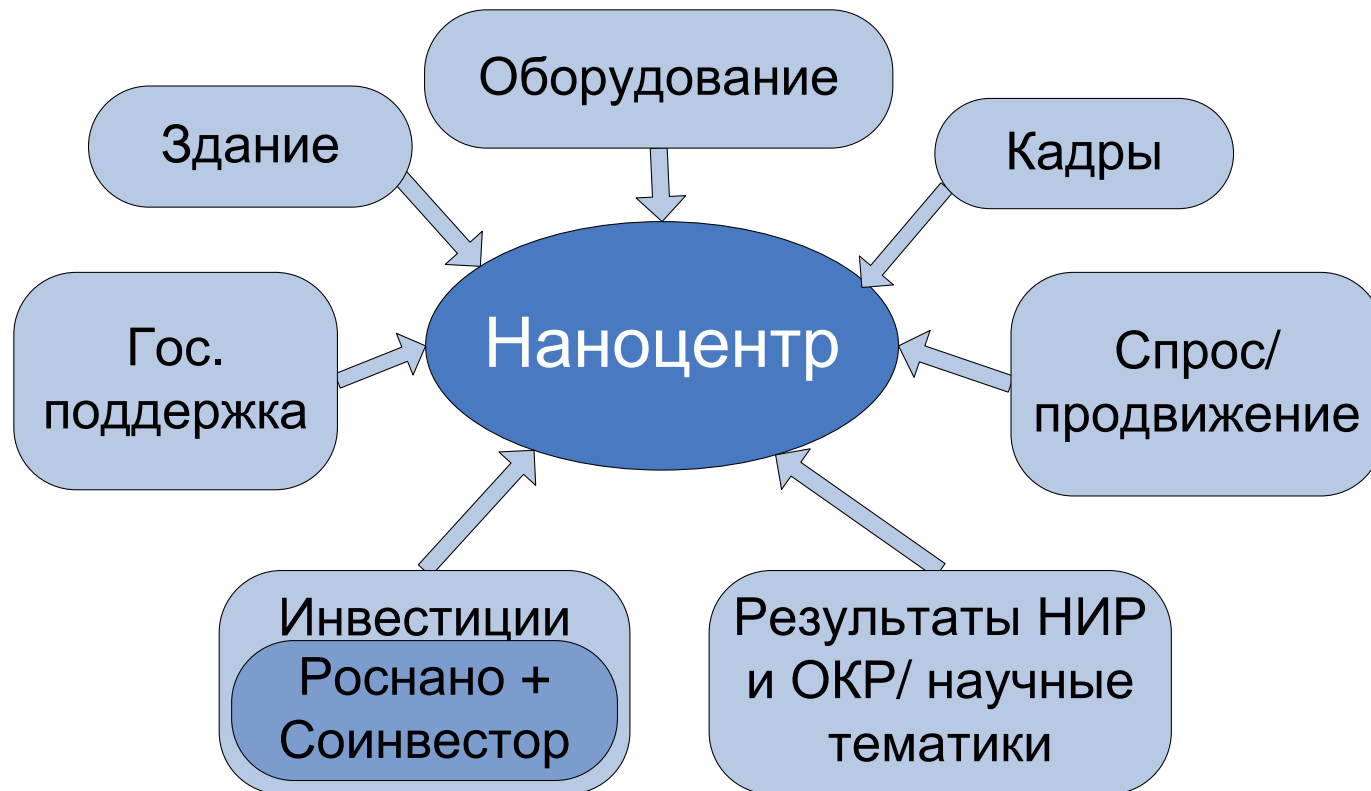 Оборудование
Здание
Кадры
Наноцентр
Гос.
поддержка
Спрос/
продвижение
Инвестиции
Роснано +
Соинвестор
Результаты НИР
и ОКР/ научные
тематики